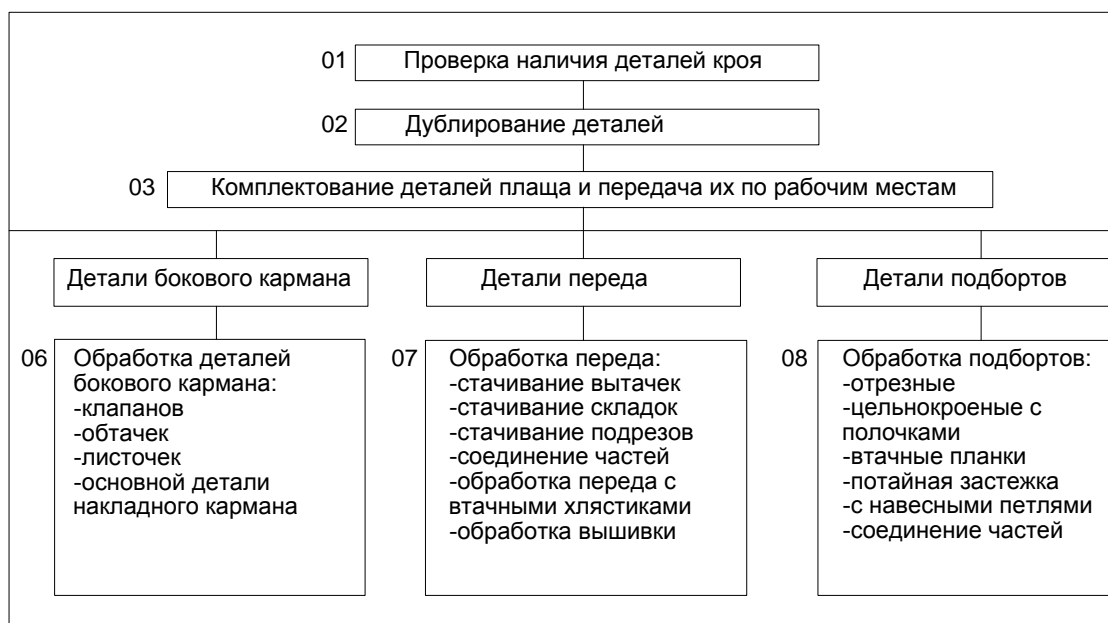 01 Проверка наличия деталей кроя
02 Дублирование деталей
03 Комплектование деталей плаща и передача их по рабочим местам
Детали бокового кармана
Детали переда
Детали подбортов
06 Обработка деталей
бокового кармана:
-клапанов
-обтачек
-листочек
-основной детали
накладного кармана
07 Обработка переда:
-стачивание вытачек
-стачивание складок
-стачивание подрезов
-соединение частей
-обработка переда с
втачными хлястиками
-обработка вышивки
08 Обработка подбортов:
-отрезные
-цельнокроеные с
полочками
-втачные планки
-потайная застежка
-с навесными петлями
-соединение частей